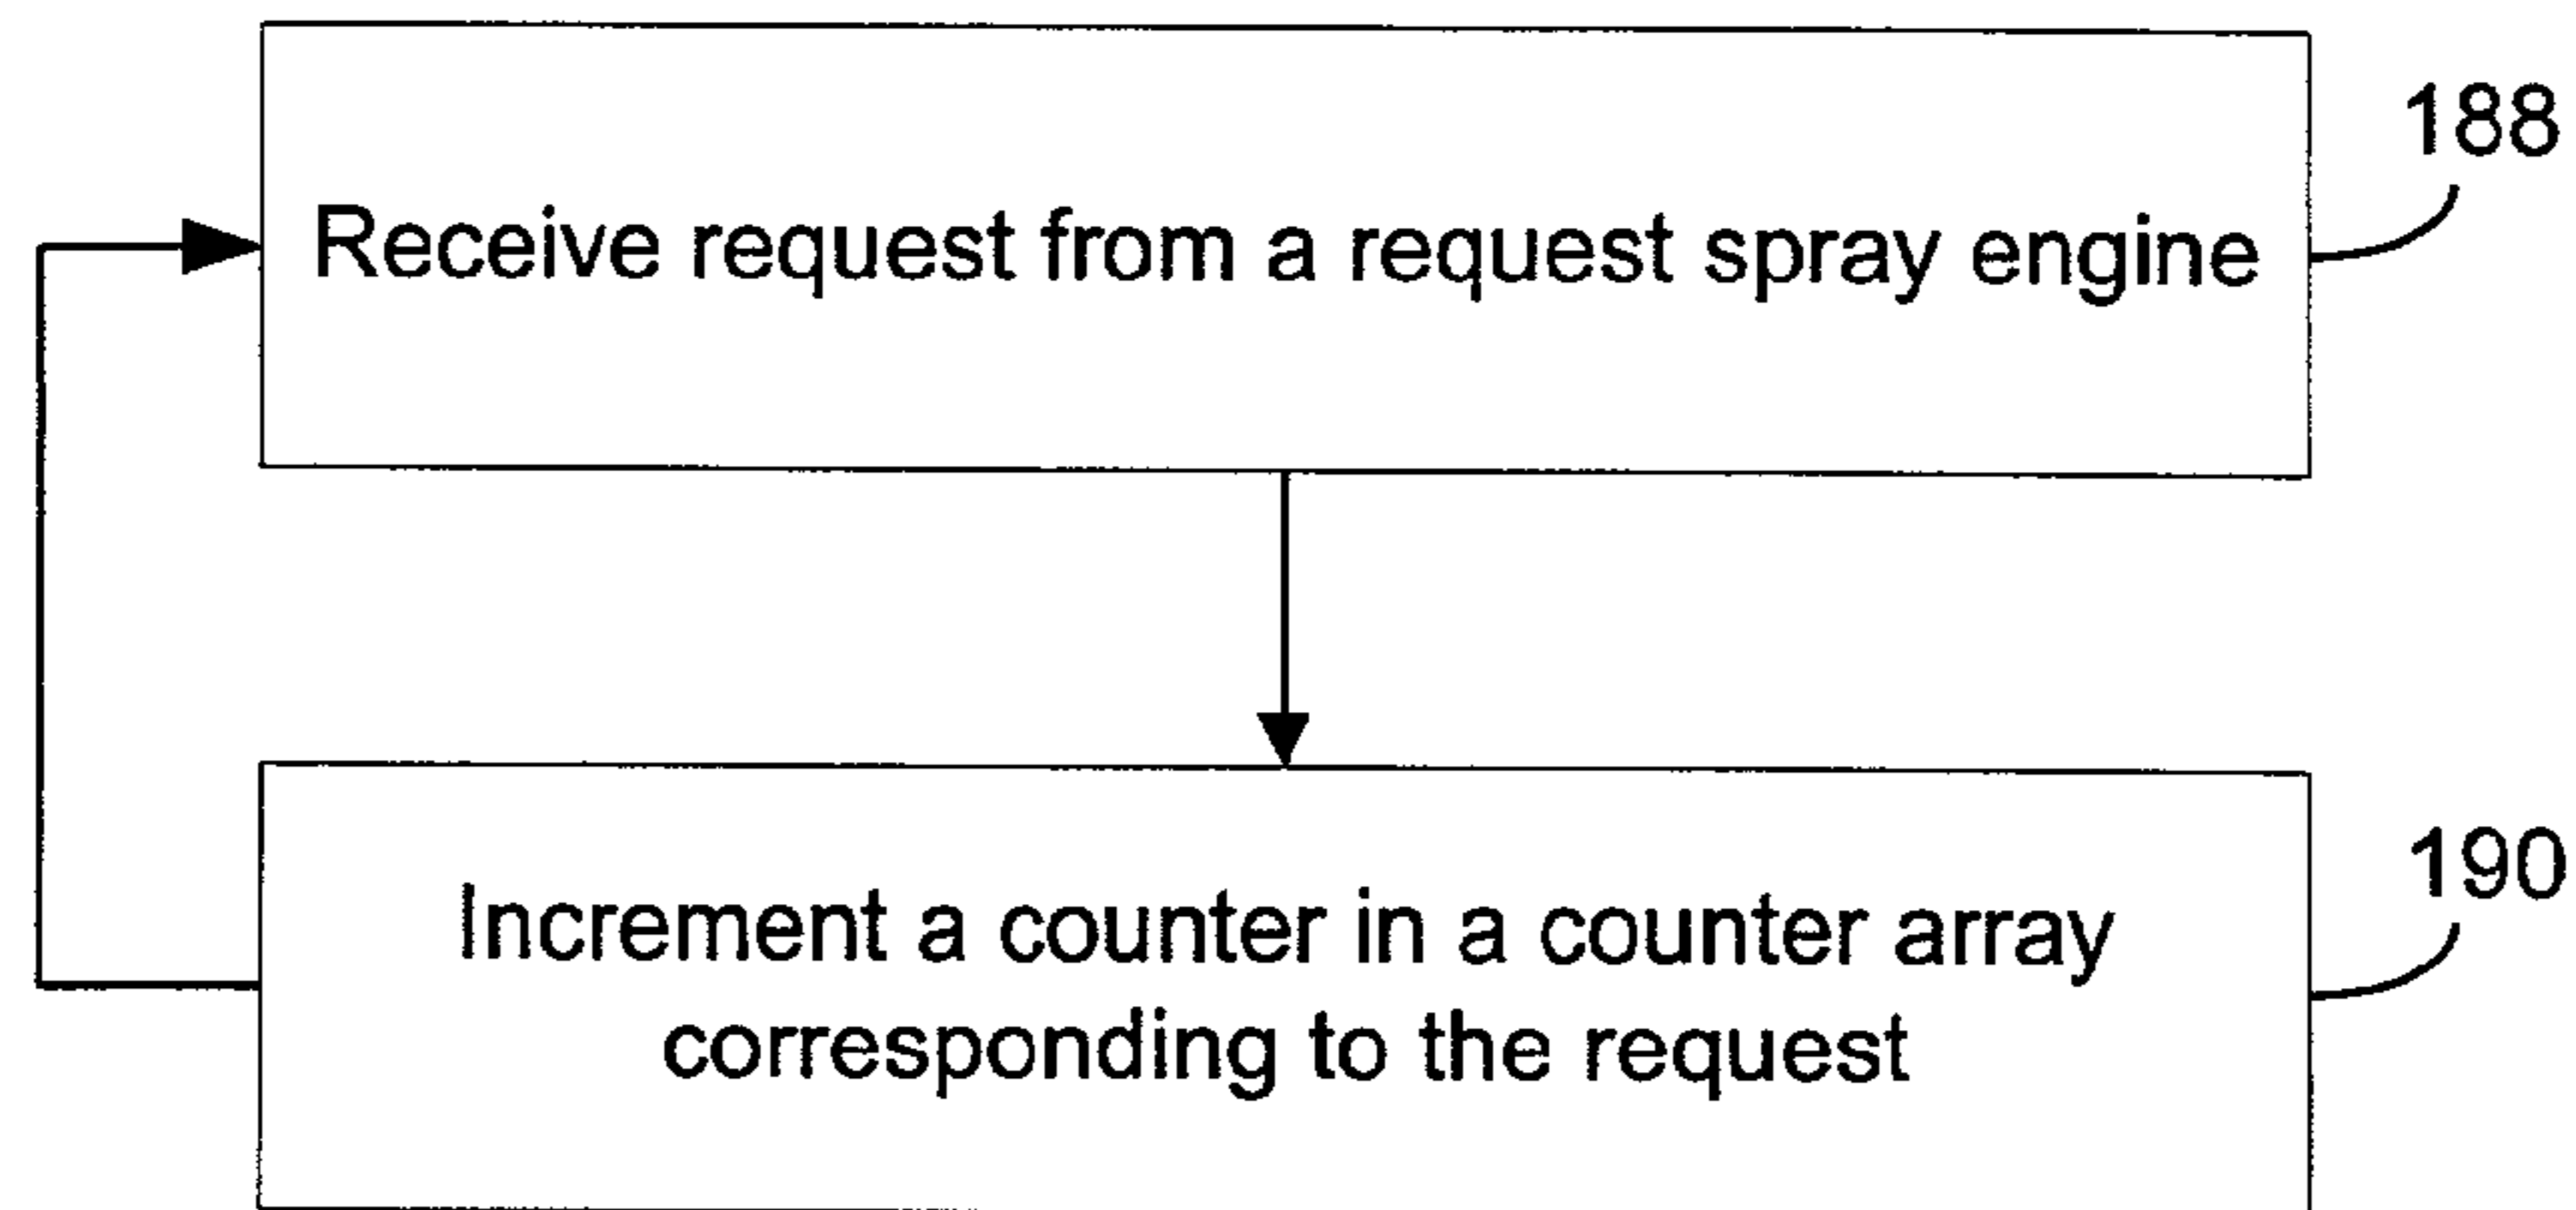 188
Receive request from a request spray engine
190
Increment a counter in a counter array
corresponding to the request